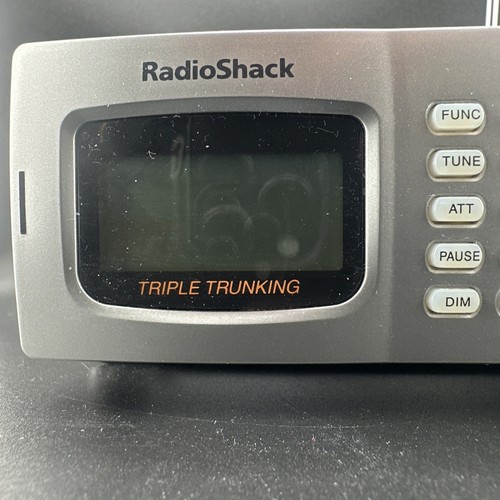 RadioShack
FUNC
TUNE
ATT
PAUSE
TRIPLE TRUNKING
DIM